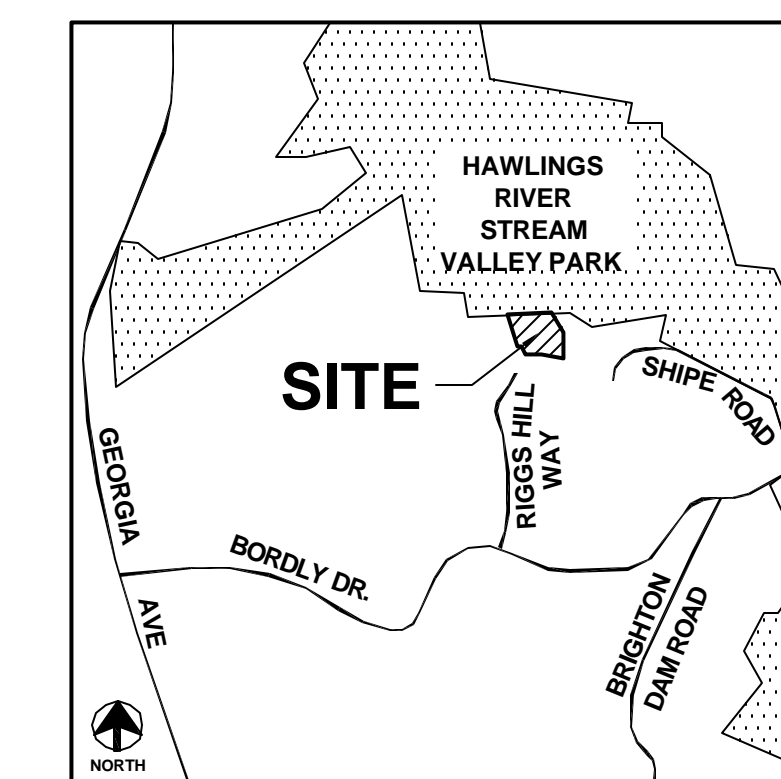 HAWLINGS
RIVER
STREAM
VALLEY PARK
SITE
SHIPE ROAD
RIGGS HILL
WAY
GEORGIA
AVE
BORDLY DR.
BRIGHTON
DAM ROAD
NORTH